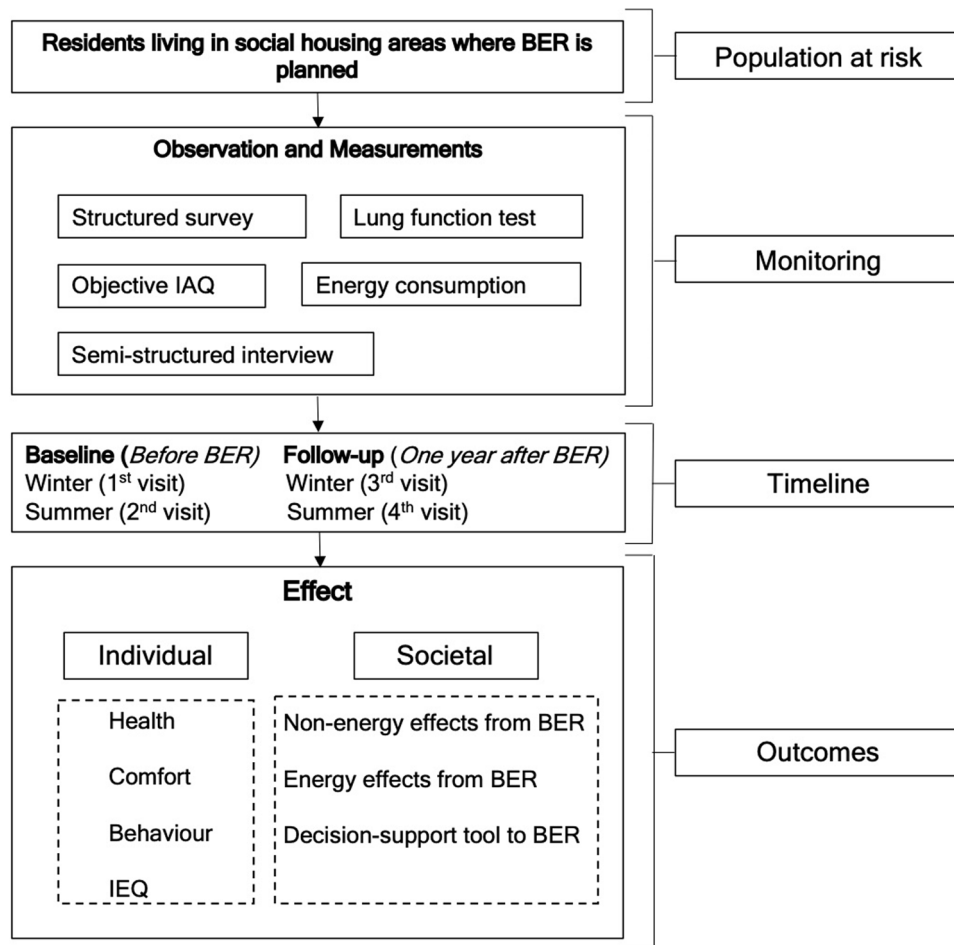 Residents living in social housing areas where BER is
planned
Population at risk
Observation and Measurements
Structured survey
Lung function test
Objective IAQ
Energy consumption
Semi-structured interview
Monitoring
Baseline (Before BER)
Winter (1st visit)
Summer (2nd visit)
Follow-up (One year after BER)
Winter (3rd visit)
Summer (4th visit)
Timeline
Effect
Individual
Health
Comfort
Behaviour
IEQ
Societal
Non-energy effects from BER
Energy effects from BER
Decision-support tool to BER
Outcomes